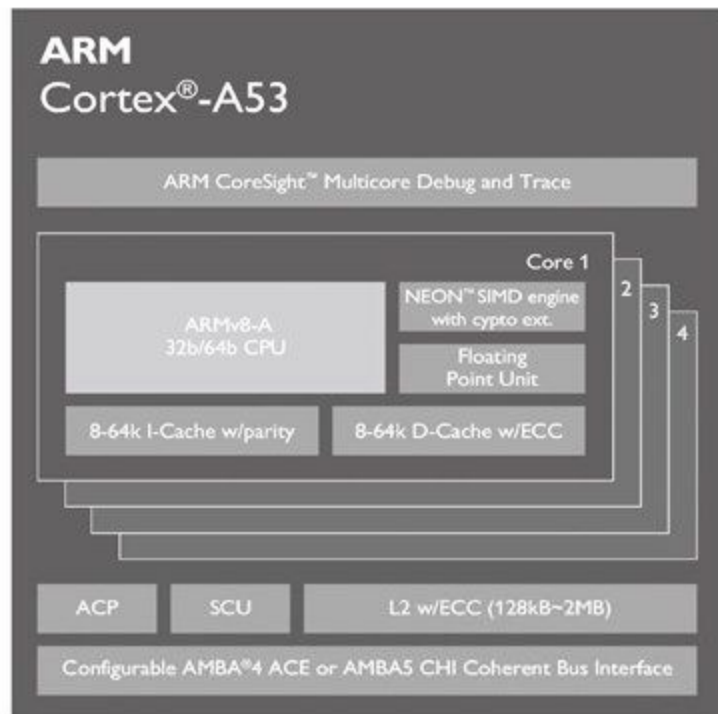 ARM
Cortex®-A53
ARM CoreSight™ Multicore Debug and Trace
Core 1
2
3
4
ARMv8-A
32b/64b CPU
NEON™ SIMD engine
with cypto ext.
Floating
Point Unit
8-64k I-Cache w/parity
8-64k D-Cache w/ECC
ACP
SCU
L2 w/ECC (128kB~2MB)
Configurable AMBA®4 ACE or AMBA5 CHI Coherent Bus Interface